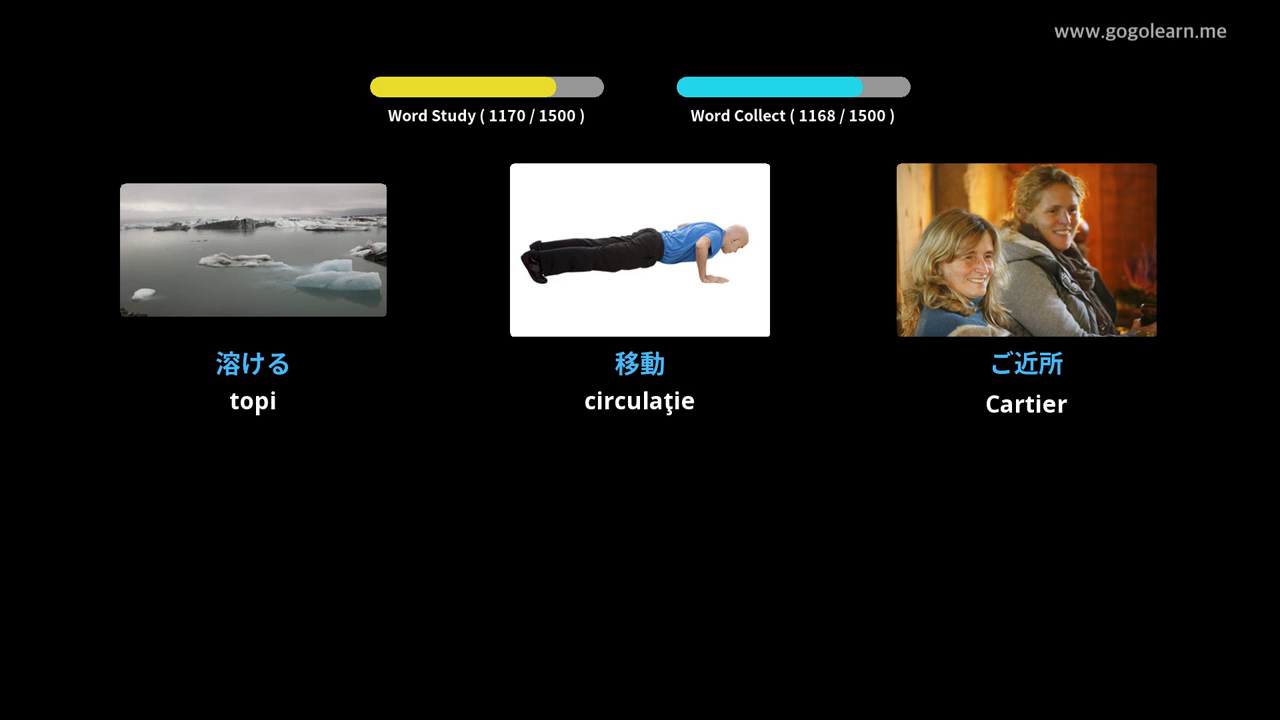 www.gogolearn.me
Word Study ( 1170 / 1500 )
Word Collect ( 1168 / 1500 )
溶ける
topi
移動
circulaţie
ご近所
Cartier